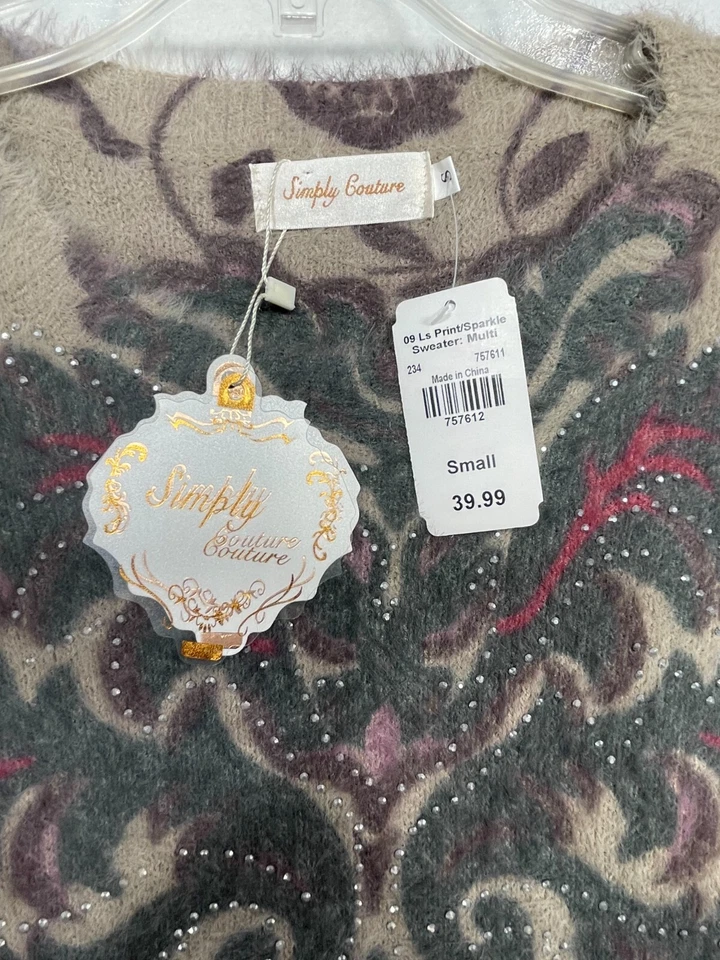 Simply Couture
S
09 Ls Print/Sparkle
Sweater: Multi
234 757611
Made in China
757612
Small
39.99
Simply
Couture
Couture